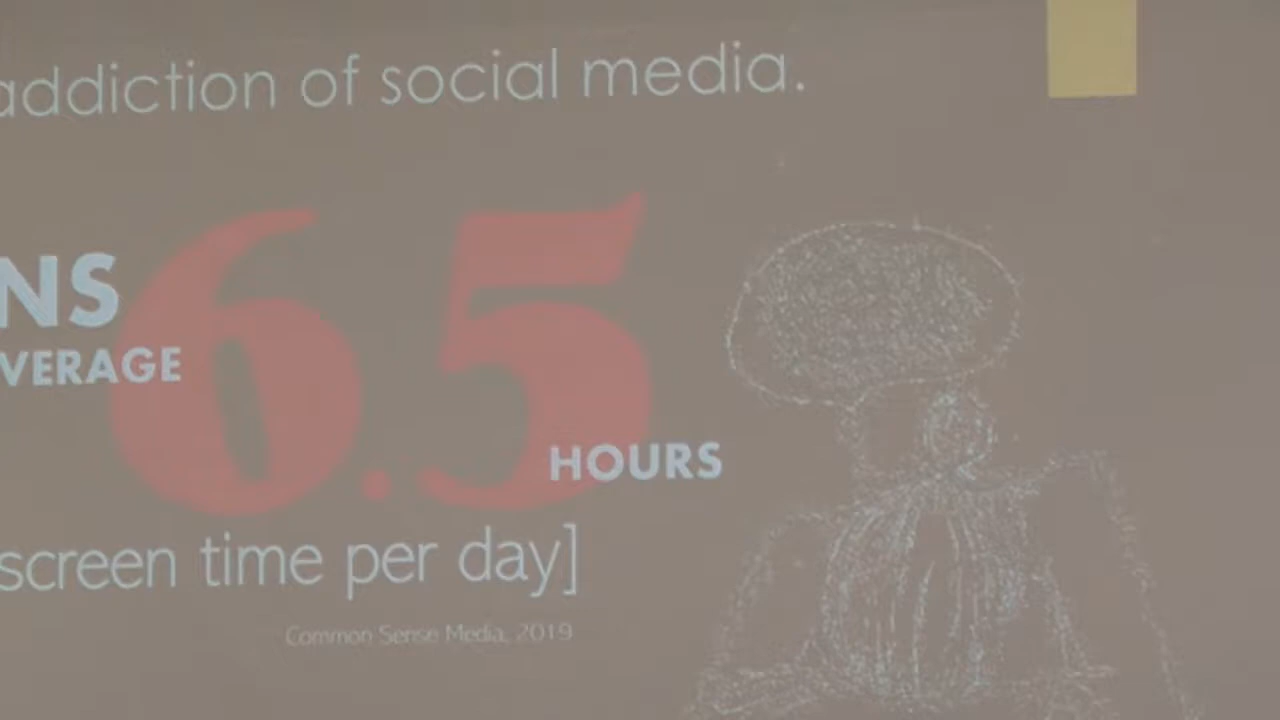 addiction of social media.
NS
VERAGE
6.5
HOURS
screen time per day]
Common Sense Media, 2019